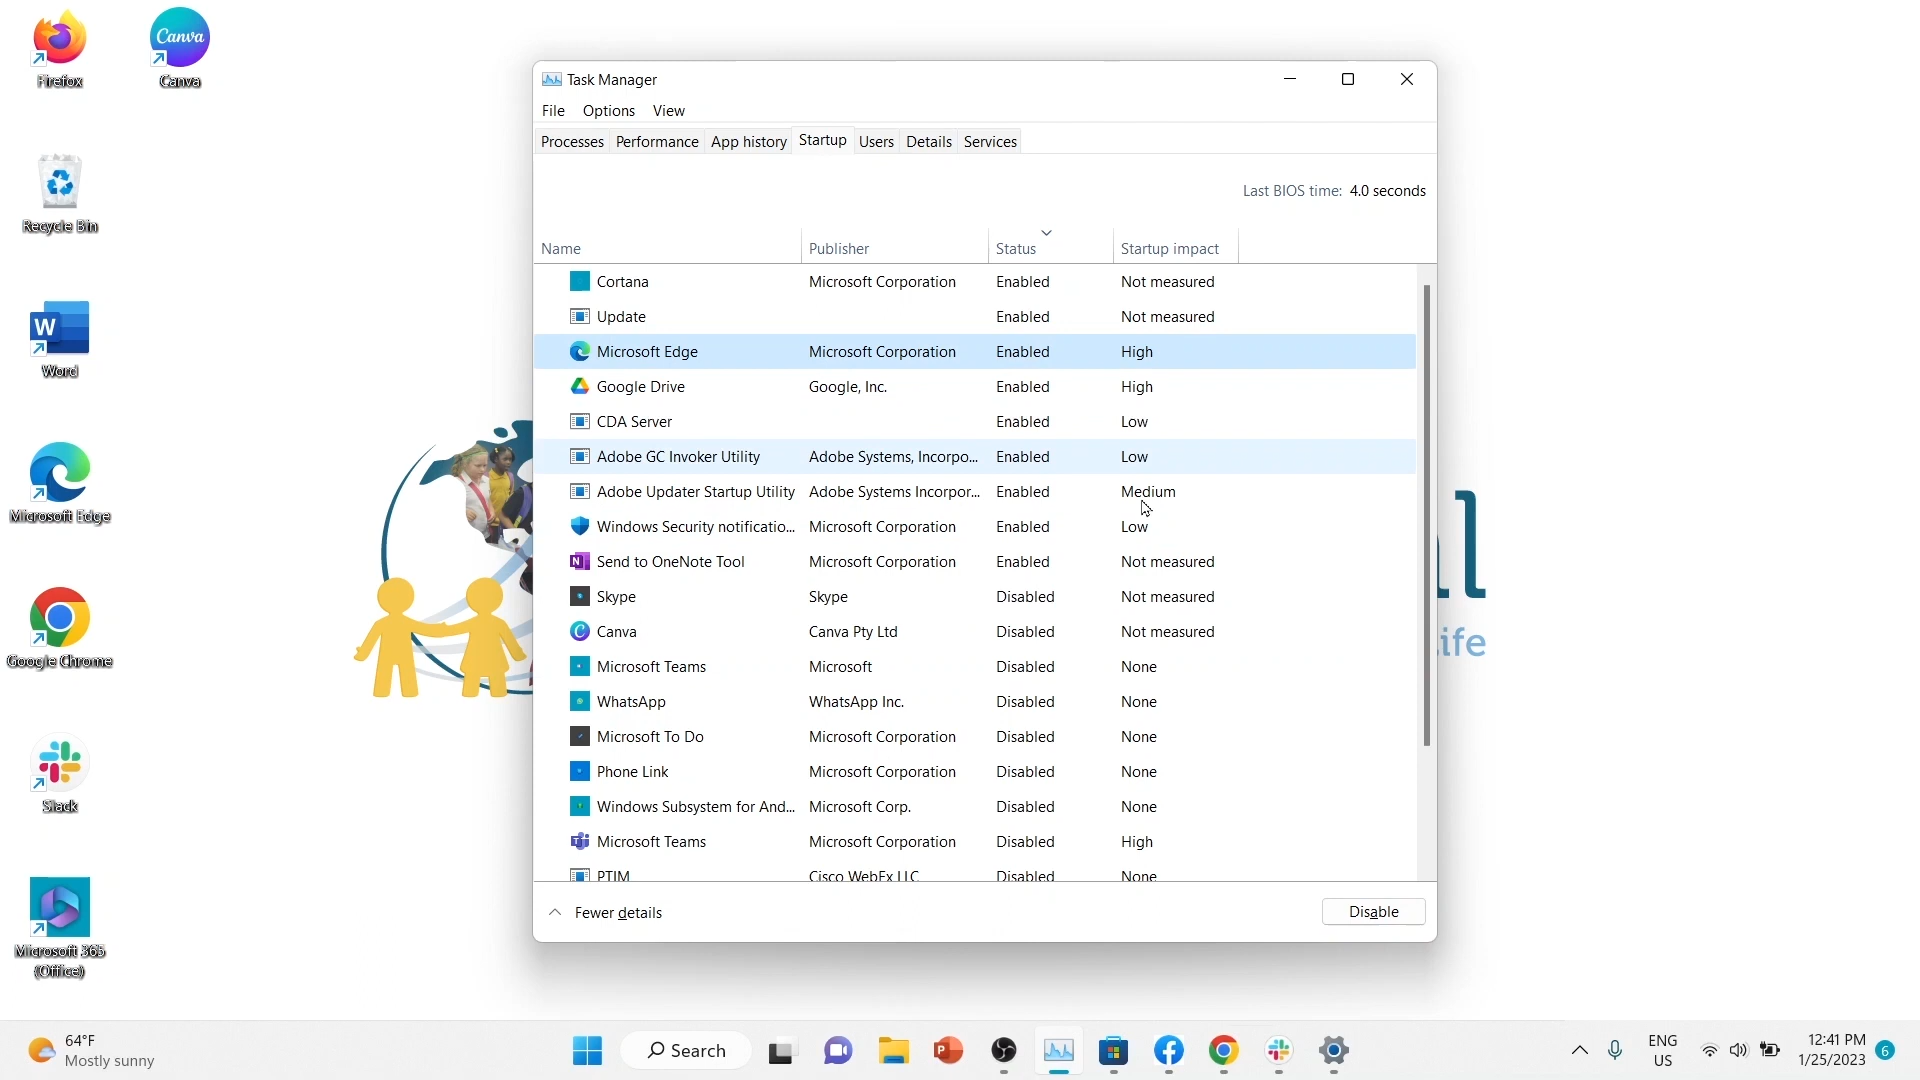 Firefox
Canva
Canva
Recycle Bin
W
Word
Microsoft Edge
Google Chrome
Slack
Microsoft 365
(Office)
Task Manager
File Options View
Processes Performance App history Startup Users Details Services
Last BIOS time: 4.0 seconds
Name Publisher Status Startup impact
Cortana Microsoft Corporation Enabled Not measured
Update Enabled Not measured
Microsoft Edge Microsoft Corporation Enabled High
Google Drive Google, Inc. Enabled High
CDA Server Enabled Low
Adobe GC Invoker Utility Adobe Systems, Incorpo... Enabled Low
Adobe Updater Startup Utility Adobe Systems Incorpor... Enabled Medium
Windows Security notificatio... Microsoft Corporation Enabled Low
Send to OneNote Tool Microsoft Corporation Enabled Not measured
Skype Skype Disabled Not measured
Canva Canva Pty Ltd Disabled Not measured
Microsoft Teams Microsoft Disabled None
WhatsApp WhatsApp Inc. Disabled None
Microsoft To Do Microsoft Corporation Disabled None
Phone Link Microsoft Corporation Disabled None
Windows Subsystem for And... Microsoft Corp. Disabled None
Microsoft Teams Microsoft Corporation Disabled High
PTIM Cisco WebEx LLC Disabled None
Fewer details Disable
64°F
Mostly sunny
Search
ENG
US
12:41 PM
1/25/2023
6